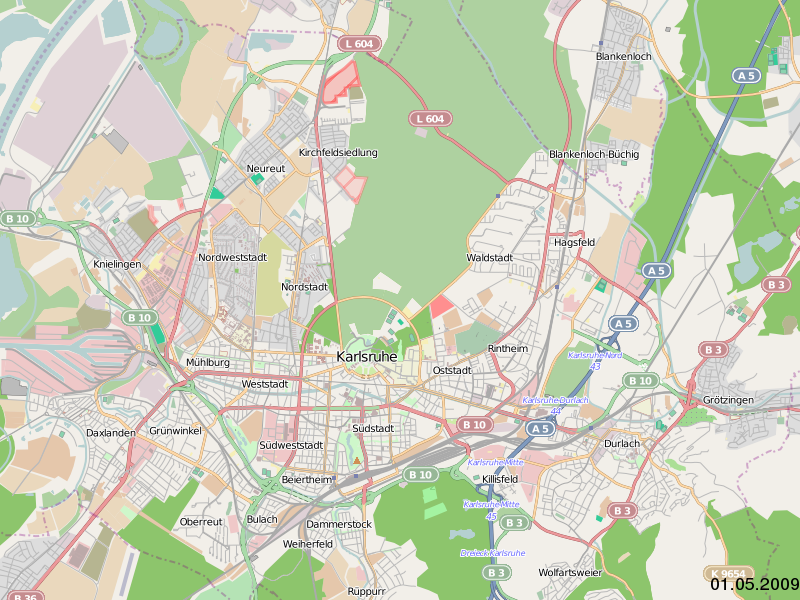 L 604
Blankenloch
A 5
L 604
Kirchfeldsiedlung
Blankenloch-Büchig
Neureut
B 10
Hagsfeld
Nordweststadt
Waldstadt
Knielingen
A 5
Nordstadt
B 3
B 10
A 5
Rintheim
B 3
Karlsruhe
Karlsruhe-Nord
43
Mühlburg
Oststadt
B 10
Weststadt
Karlsruhe-Durlach
44
Grötzingen
Daxlanden
Grünwinkel
Südstadt
B 10
A 5
Südweststadt
Durlach
Karlsruhe Mitte
Beiertheim
B 10
Killisfeld
Karlsruhe-Mitte
45
B 3
Oberreut
Bulach
Dammerstock
B 3
Weiherfeld
Dreieck Karlsruhe
B 3
Wolfartsweier
K 9654
01.05.2009
B 36
Rüppurr